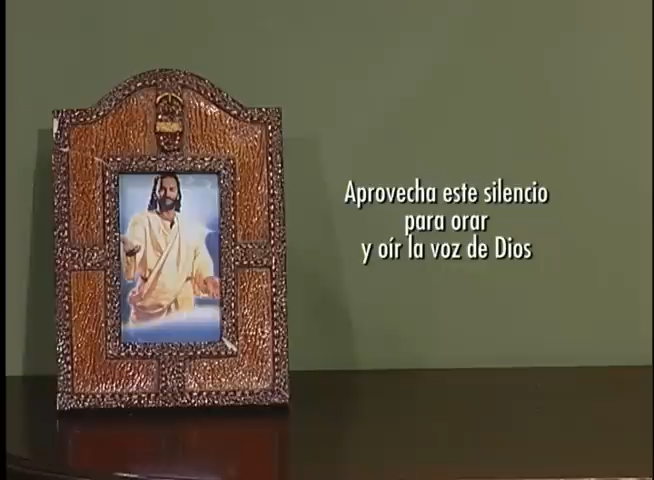 Aprovecha este silencio
para orar
y oír la voz de Dios